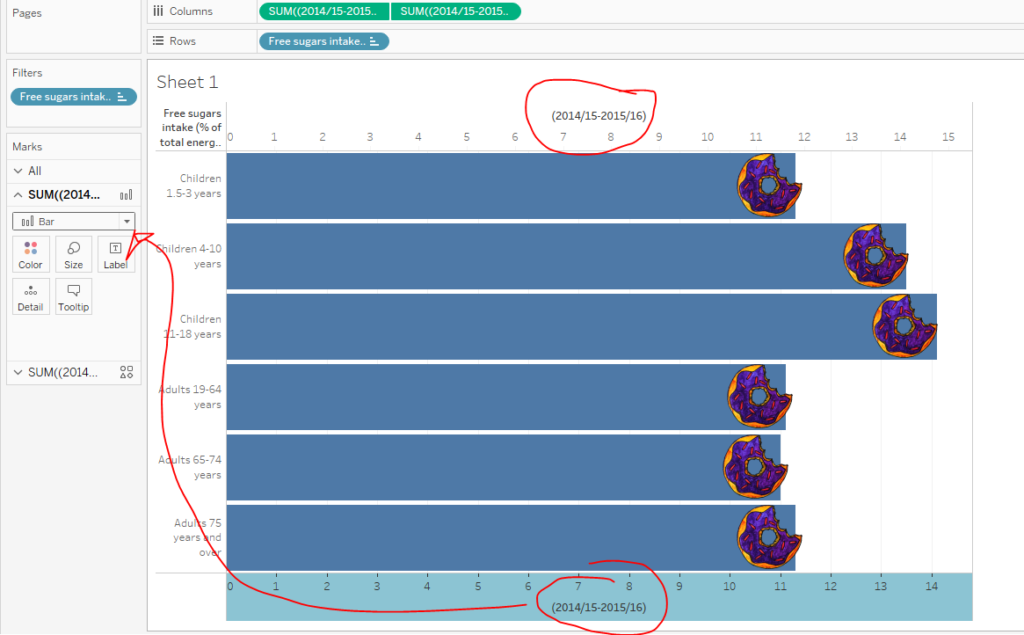 Pages
Columns
SUM((2014/15-2015..
SUM((2014/15-2015..
Rows
Free sugars intake..
Filters
Free sugars intak..
Marks
All
SUM((2014...
Bar
Color
Size
Label
Detail
Tooltip
SUM((2014...
Sheet 1
Free sugars
intake (% of
total energ..
(2014/15-2015/16)
0 1 2 3 4 5 6 7 8 9 10 11 12 13 14 15
Children
1.5-3 years
Children 4-10
years
Children
11-18 years
Adults 19-64
years
Adults 65-74
years
Adults 75
years and
over
0 1 2 3 4 5 6 7 8 9 10 11 12 13 14
(2014/15-2015/16)